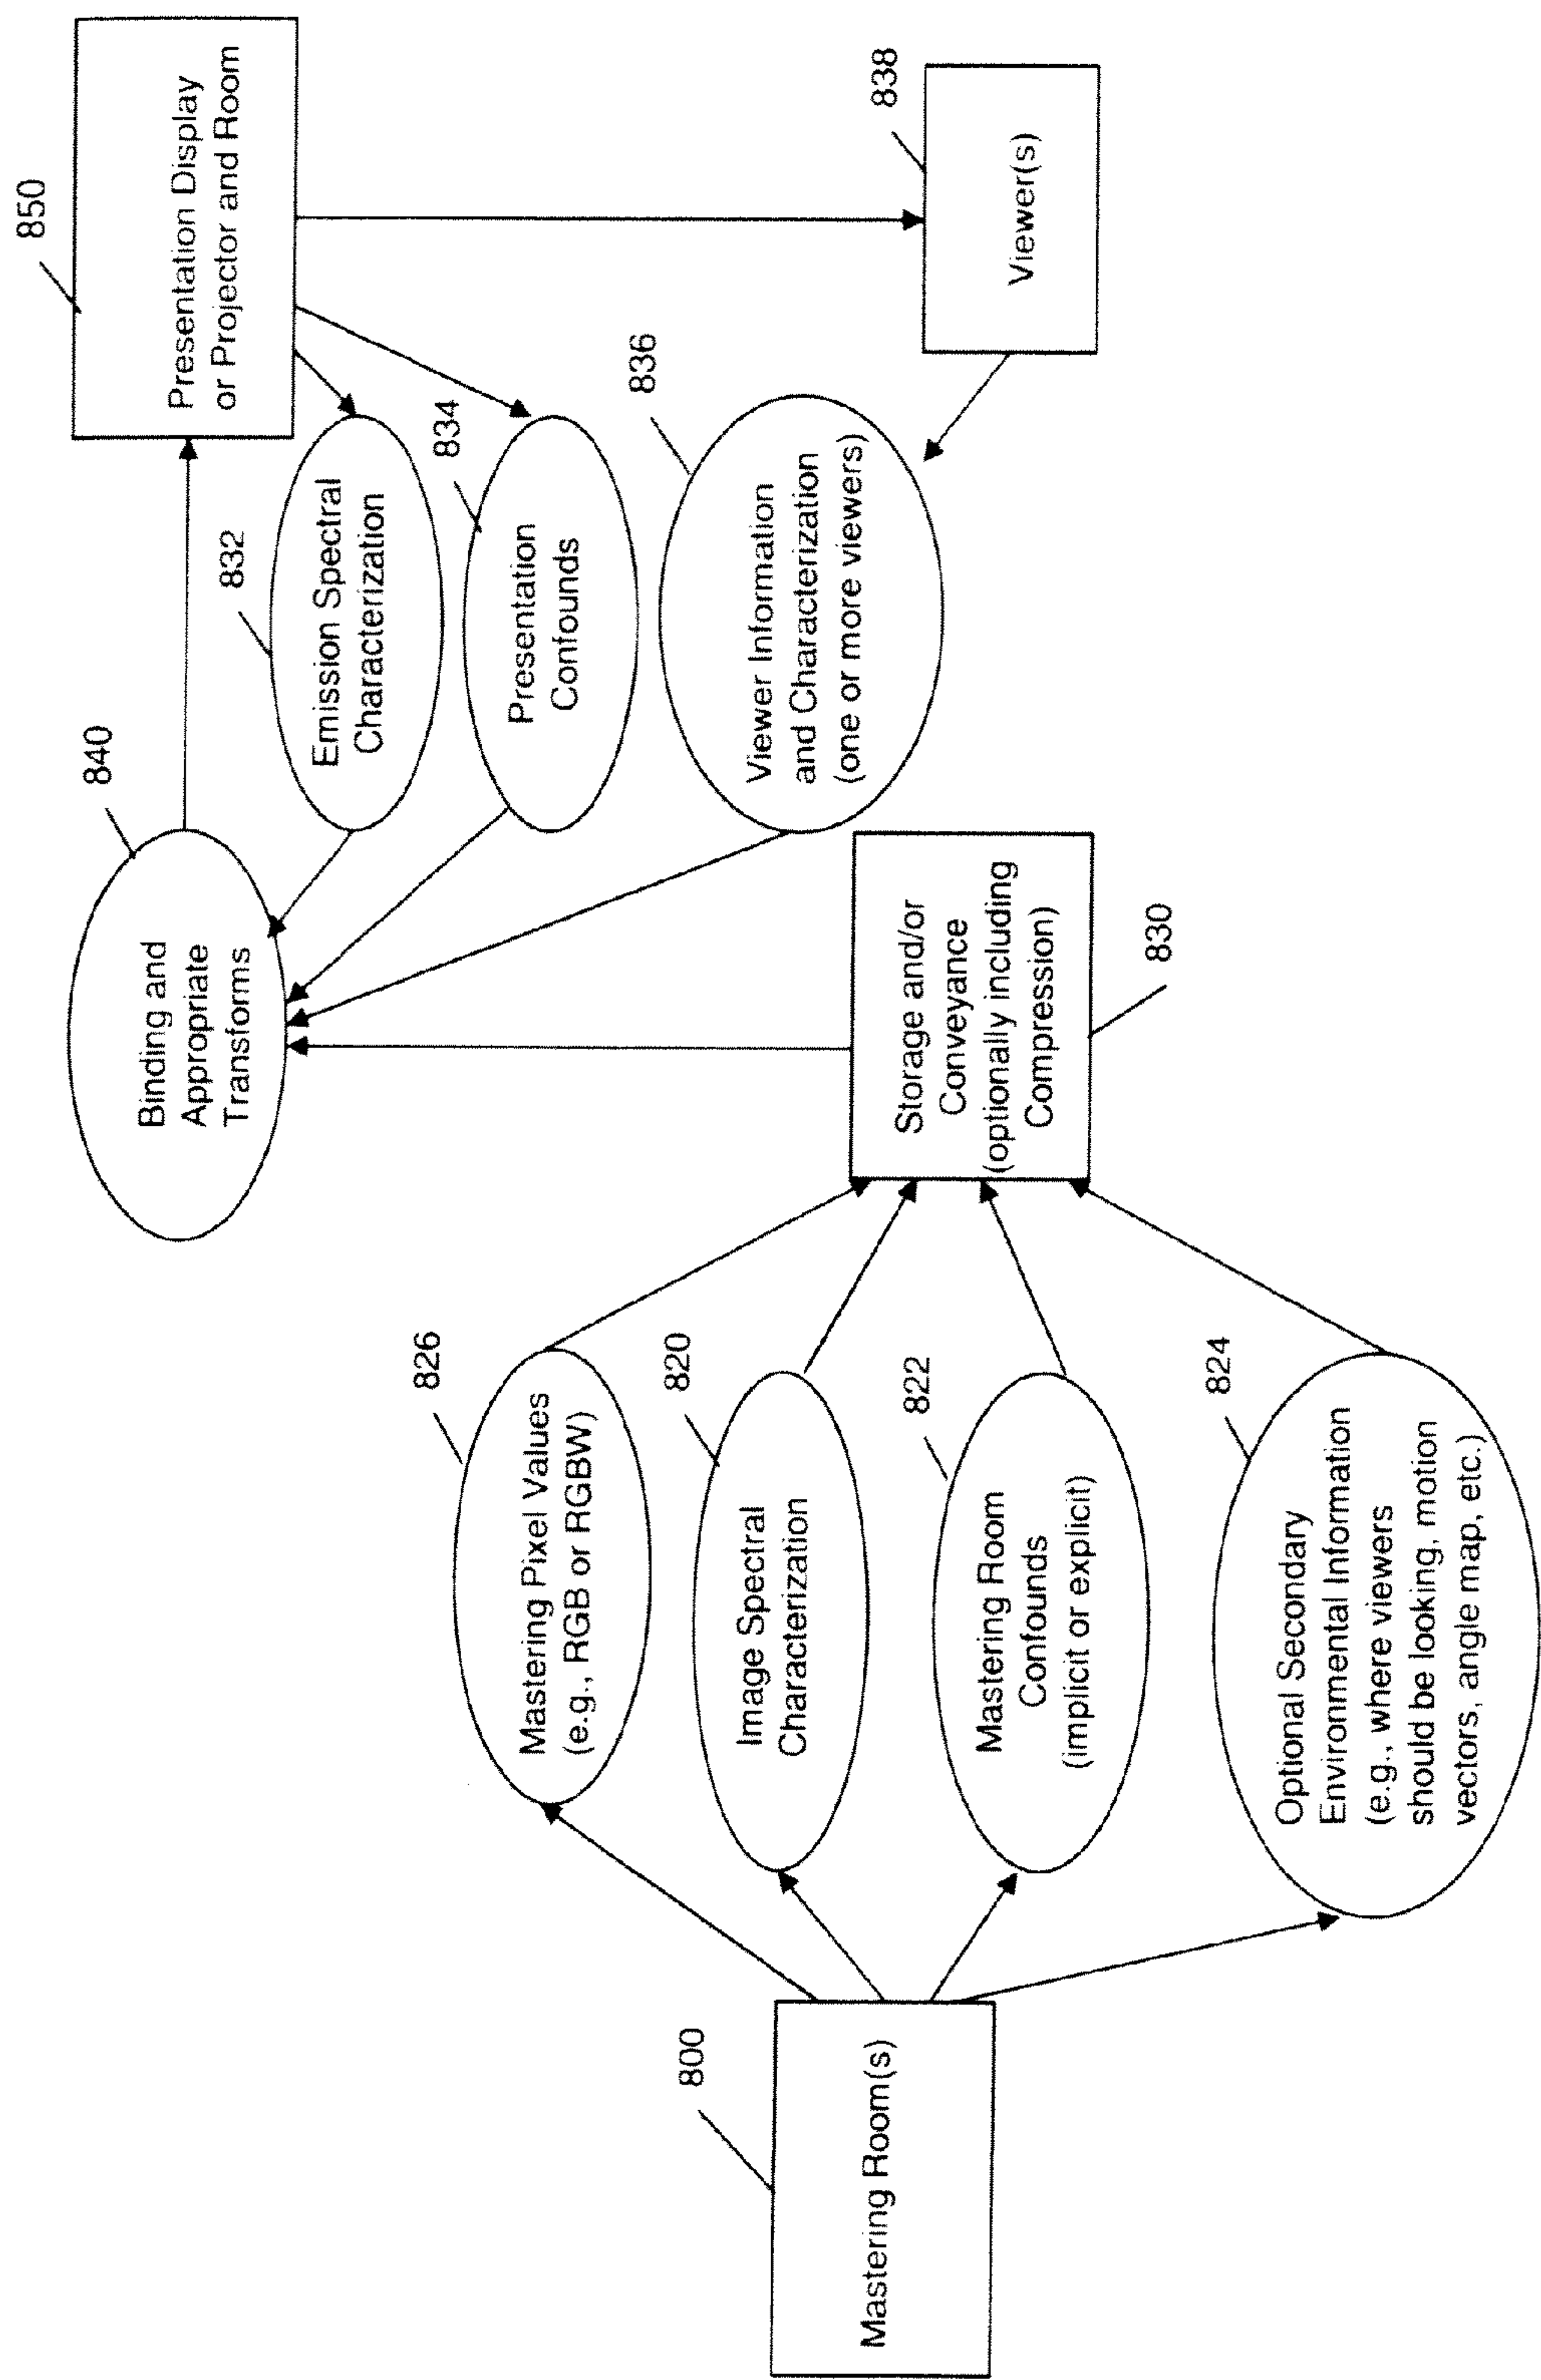 800
Mastering Room(s)
826
Mastering Pixel Values
(e.g., RGB or RGBW)
820
Image Spectral
Characterization
822
Mastering Room
Confounds
(implicit or explicit)
824
Optional Secondary
Environmental Information
(e.g., where viewers
should be looking, motion
vectors, angle map, etc.)
Storage and/or
Conveyance
(optionally including
Compression)
830
840
Binding and
Appropriate
Transforms
832
Emission Spectral
Characterization
834
Presentation
Confounds
836
Viewer Information
and Characterization
(one or more viewers)
850
Presentation Display
or Projector and Room
838
Viewer(s)